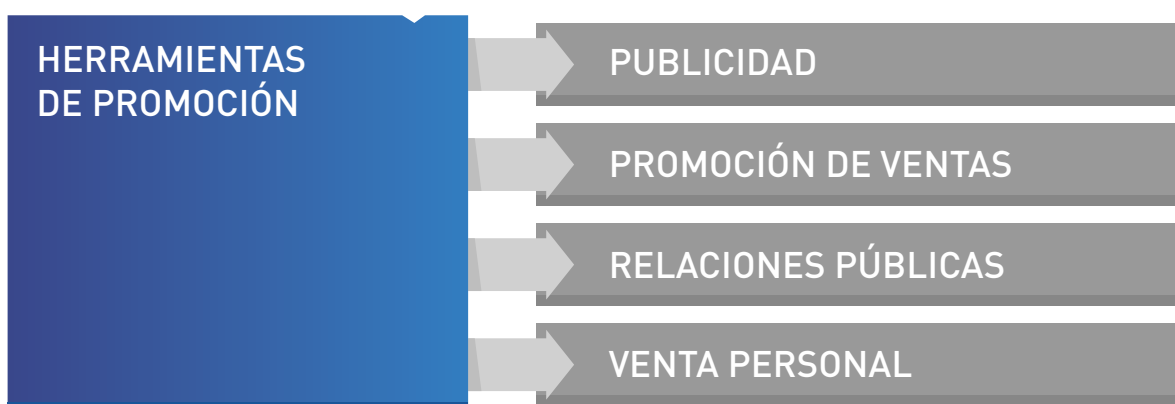 HERRAMIENTAS
DE PROMOCIÓN
PUBLICIDAD
PROMOCIÓN DE VENTAS
RELACIONES PÚBLICAS
VENTA PERSONAL